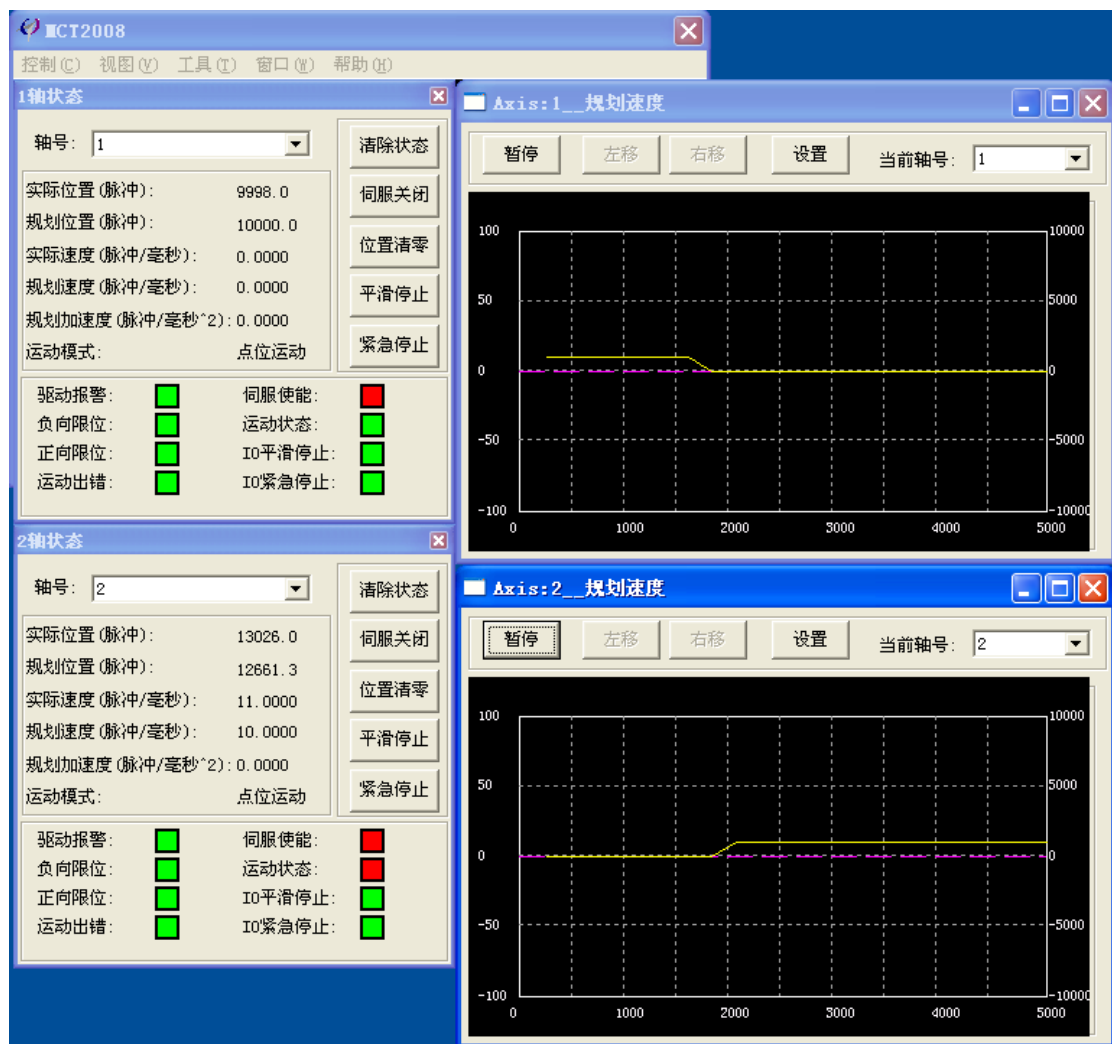 MCT2008
控制(C) 视图(V) 工具(T) 窗口(W) 帮助(H)
1轴状态
轴号: 1
清除状态
实际位置(脉冲): 9998.0
伺服关闭
规划位置(脉冲): 10000.0
实际速度(脉冲/毫秒): 0.0000
位置清零
规划速度(脉冲/毫秒): 0.0000
平滑停止
规划加速度(脉冲/毫秒^2): 0.0000
运动模式: 点位运动
紧急停止
驱动报警: 伺服使能:
负向限位: 运动状态:
正向限位: IO平滑停止:
运动出错: IO紧急停止:
Axis:1__规划速度
暂停 左移 右移 设置 当前轴号: 1
100 10000
50 5000
0 0
-50 -5000
-100 -10000
0 1000 2000 3000 4000 5000
2轴状态
轴号: 2
清除状态
实际位置(脉冲): 13026.0
伺服关闭
规划位置(脉冲): 12661.3
实际速度(脉冲/毫秒): 11.0000
位置清零
规划速度(脉冲/毫秒): 10.0000
平滑停止
规划加速度(脉冲/毫秒^2): 0.0000
运动模式: 点位运动
紧急停止
驱动报警: 伺服使能:
负向限位: 运动状态:
正向限位: IO平滑停止:
运动出错: IO紧急停止:
Axis:2__规划速度
暂停 左移 右移 设置 当前轴号: 2
100 10000
50 5000
0 0
-50 -5000
-100 -10000
0 1000 2000 3000 4000 5000